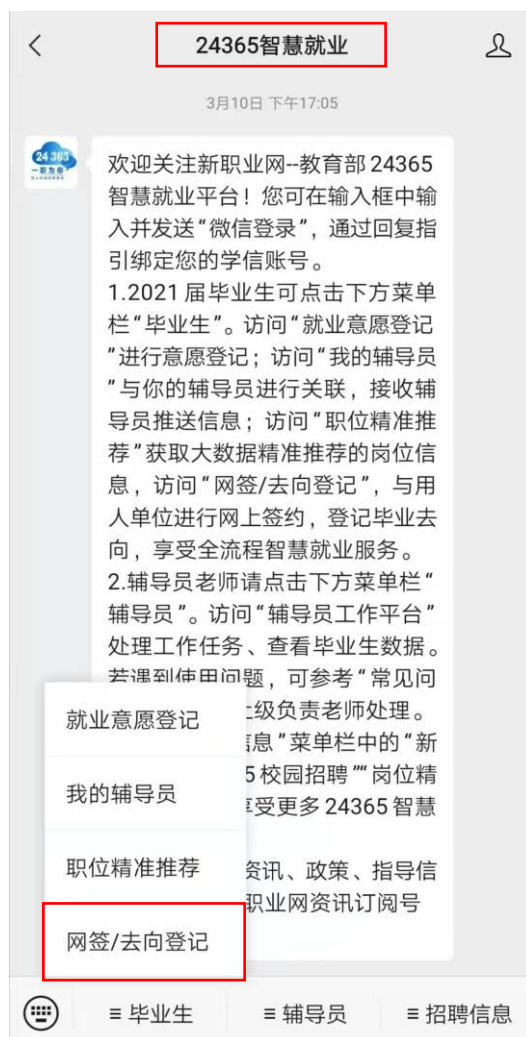 24365智慧就业
3月10日 下午17:05
24 365
一职为你
欢迎关注新职业网--教育部 24365
智慧就业平台！您可在输入框中输
入并发送“微信登录”，通过回复指
引绑定您的学信账号。
1.2021 届毕业生可点击下方菜单
栏“毕业生”。访问“就业意愿登记
”进行意愿登记；访问“我的辅导员
”与你的辅导员进行关联，接收辅
导员推送信息；访问“职位精准推
荐”获取大数据精准推荐的岗位信
息，访问“网签/去向登记”，与用
人单位进行网上签约，登记毕业去
向，享受全流程智慧就业服务。
2.辅导员老师请点击下方菜单栏“
辅导员”。访问“辅导员工作平台”
处理工作任务、查看毕业生数据。
若遇到使用问题，可参考“常见问
上级负责老师处理。
信息”菜单栏中的“新
5 校园招聘”“岗位精
享受更多 24365 智慧
资讯、政策、指导信
职业网资讯订阅号
就业意愿登记
我的辅导员
职位精准推荐
网签/去向登记
≡ 毕业生
≡ 辅导员
≡ 招聘信息